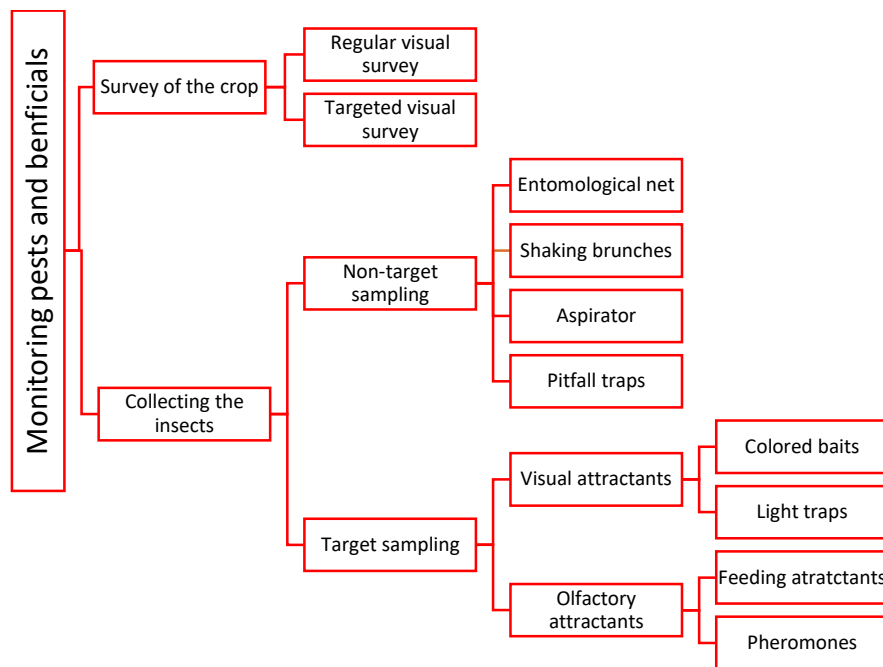 Monitoring pests and benficials
Survey of the crop
Regular visual
survey
Targeted visual
survey
Collecting the
insects
Non-target
sampling
Entomological net
Shaking brunches
Aspirator
Pitfall traps
Target sampling
Visual attractants
Colored baits
Light traps
Olfactory
attractants
Feeding atratctants
Pheromones